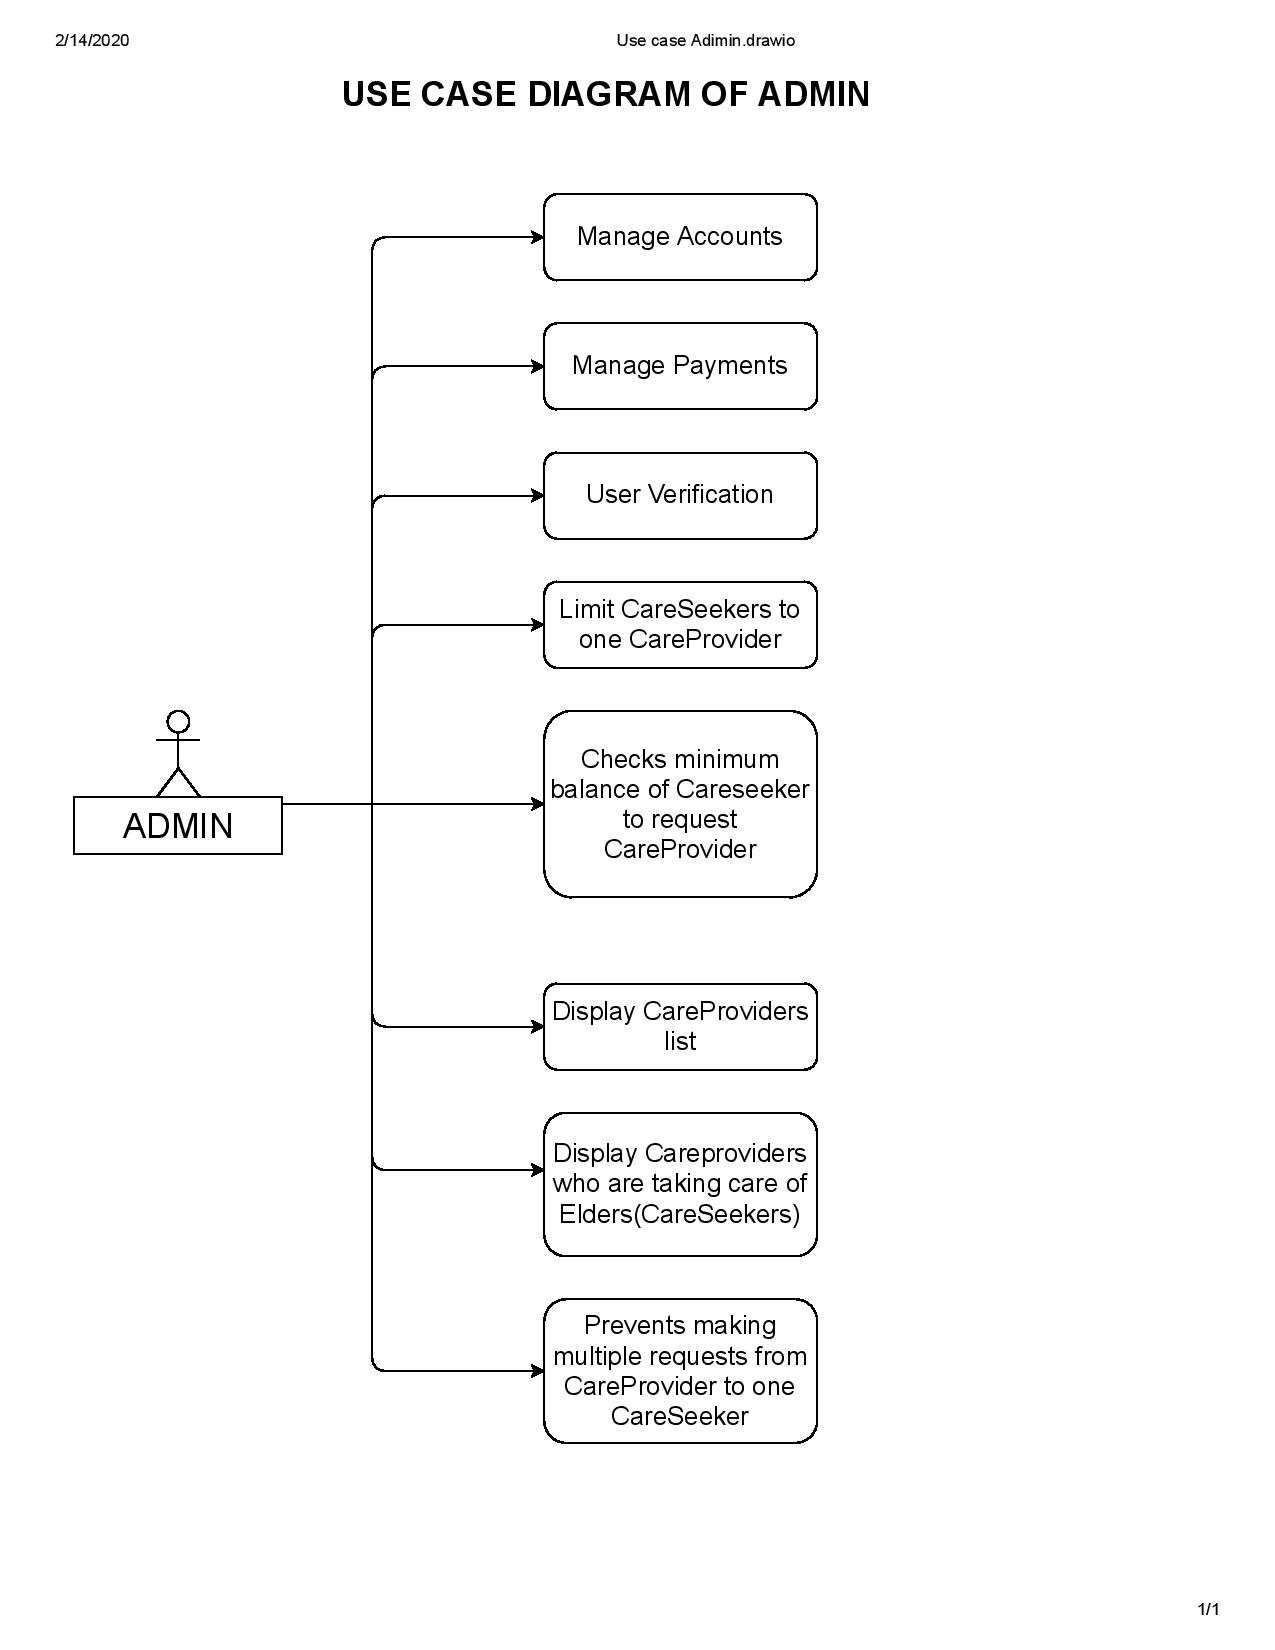 2/14/2020
Use case Adimin.drawio
USE CASE DIAGRAM OF ADMIN
Manage Accounts
Manage Payments
User Verification
Limit CareSeekers to
one CareProvider
Checks minimum
balance of Careseeker
to request
CareProvider
ADMIN
Display CareProviders
list
Display Careproviders
who are taking care of
Elders(CareSeekers)
Prevents making
multiple requests from
CareProvider to one
CareSeeker
1/1